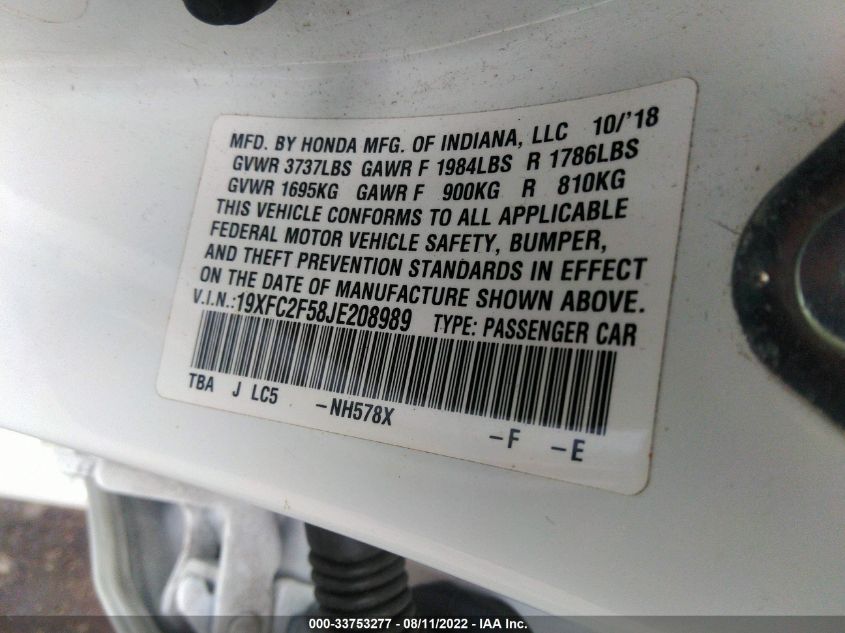 MFD. BY HONDA MFG. OF INDIANA, LLC 10/'18
GVWR 3737LBS GAWR F 1984LBS R 1786LBS
GVWR 1695KG GAWR F 900KG R 810KG
THIS VEHICLE CONFORMS TO ALL APPLICABLE
FEDERAL MOTOR VEHICLE SAFETY, BUMPER,
AND THEFT PREVENTION STANDARDS IN EFFECT
ON THE DATE OF MANUFACTURE SHOWN ABOVE.
V.I.N.:19XFC2F58JE208989 TYPE: PASSENGER CAR
TBA J LC5 -NH578X -F -E
000-33753277 - 08/11/2022 - IAA Inc.